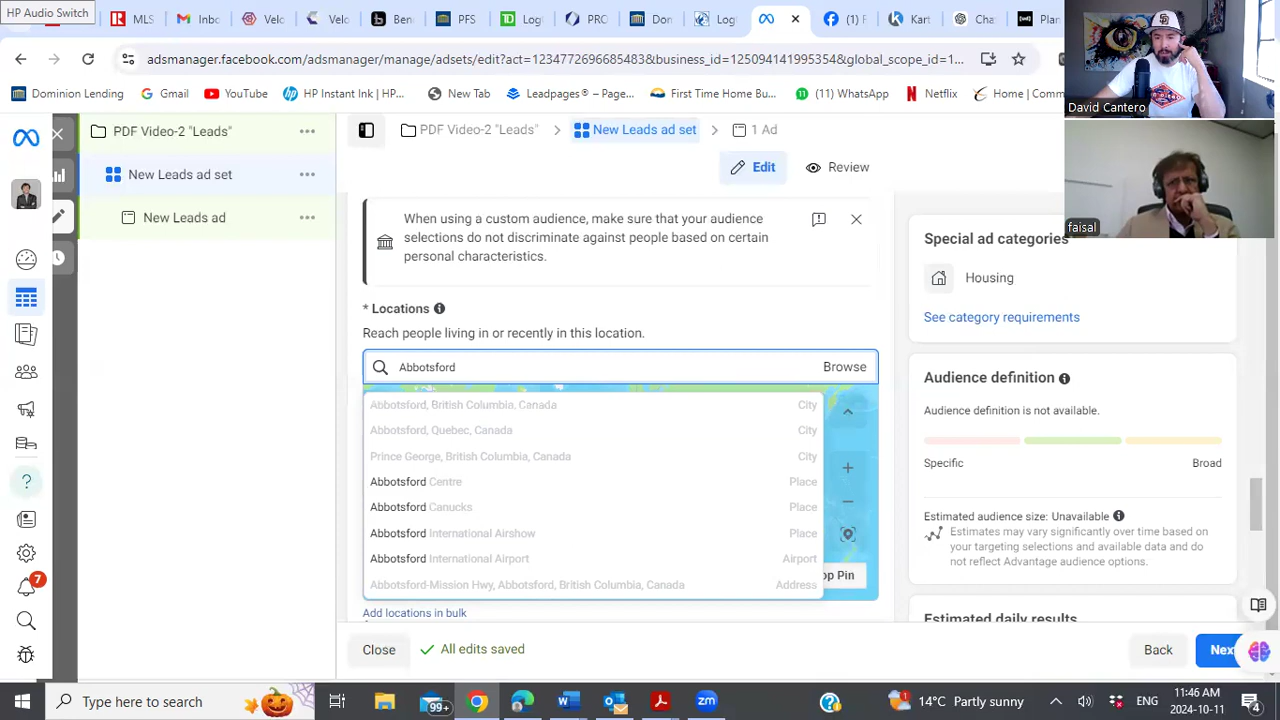 HP Audio Switch
MLS
Inbo
Velo
Velo
Ben
PFS
Log
PRO
Don
Logi
(1) F
Kart
Cha
Plan
adsmanager.facebook.com/adsmanager/manage/adsets/edit?act=1234772696685483&business_id=125094141995354&global_scope_id=1...
Dominion Lending
Gmail
YouTube
HP Instant Ink | HP...
New Tab
Leadpages® – Page...
First Time Home Bu...
(11) WhatsApp
Netflix
Home | Comm
David Cantero
faisal
PDF Video-2 "Leads"
New Leads ad set
New Leads ad
PDF Video-2 "Leads"
New Leads ad set
1 Ad
Edit
Review
When using a custom audience, make sure that your audience
selections do not discriminate against people based on certain
personal characteristics.
* Locations
Reach people living in or recently in this location.
Abbotsford
Browse
Abbotsford, British Columbia, Canada City
Abbotsford, Quebec, Canada City
Prince George, British Columbia, Canada City
Abbotsford Centre Place
Abbotsford Canucks Place
Abbotsford International Airshow Place
Abbotsford International Airport Airport
Abbotsford-Mission Hwy, Abbotsford, British Columbia, Canada Address
op Pin
Add locations in bulk
Special ad categories
Housing
See category requirements
Audience definition
Audience definition is not available.
Specific Broad
Estimated audience size: Unavailable
Estimates may vary significantly over time based on
your targeting selections and available data and do
not reflect Advantage audience options.
Estimated daily results
Close
All edits saved
Back
Nex
7
Type here to search
99+
14°C Partly sunny
ENG
11:46 AM
2024-10-11
4